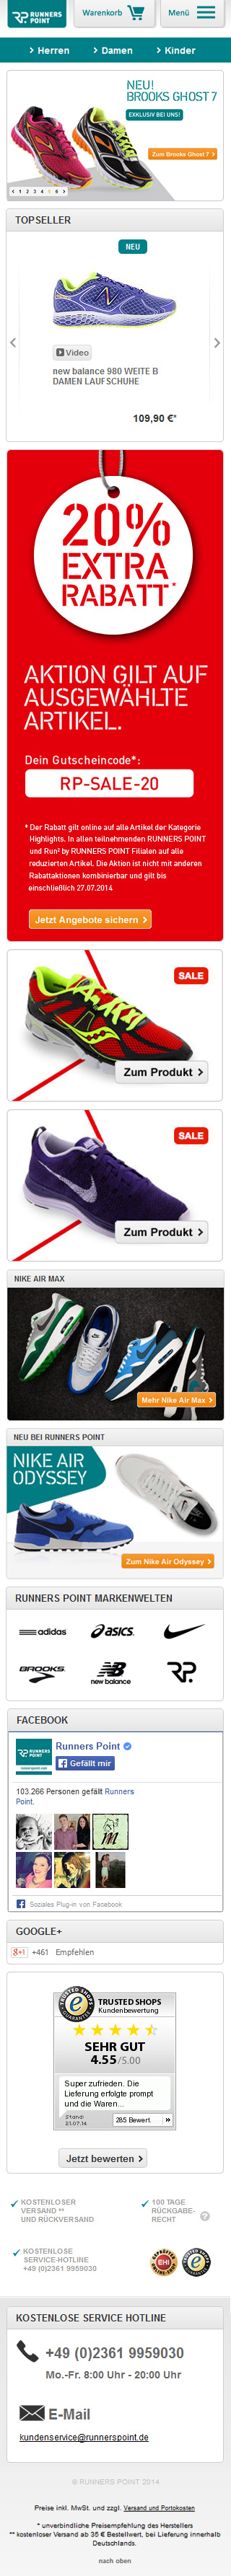 RUNNERS
POINT
Warenkorb
Menü
Herren
Damen
Kinder
NEU!
BROOKS GHOST 7
EXKLUSIV BEI UNS!
Zum Brooks Ghost 7
1 2 3 4 5 6
TOPSELLER
NEU
Video
new balance 980 WEITE B
DAMEN LAUFSCHUHE
109,90 €*
20%
EXTRA
RABATT*
AKTION GILT AUF
AUSGEWÄHLTE
ARTIKEL.
Dein Gutscheincode*:
RP-SALE-20
* Der Rabatt gilt online auf alle Artikel der Kategorie
Highlights. In allen teilnehmenden RUNNERS POINT
und Run² by RUNNERS POINT Filialen auf alle
reduzierten Artikel. Die Aktion ist nicht mit anderen
Rabattaktionen kombinierbar und gilt bis
einschließlich 27.07.2014
Jetzt Angebote sichern
SALE
Zum Produkt
SALE
Zum Produkt
NIKE AIR MAX
Mehr Nike Air Max
NEU BEI RUNNERS POINT
NIKE AIR
ODYSSEY
Zum Nike Air Odyssey
RUNNERS POINT MARKENWELTEN
adidas
asics
BROOKS
new balance
RP.
FACEBOOK
RUNNERS
POINT
Runners Point
Gefällt mir
103.266 Personen gefällt Runners
Point.
Soziales Plug-in von Facebook
GOOGLE+
g+1
+461 Empfehlen
TRUSTED SHOPS
Kundenbewertung
SEHR GUT
4.55/5.00
Super zufrieden. Die
Lieferung erfolgte prompt
und die Waren...
Stand:
21.07.14
285 Bewert.
Jetzt bewerten
KOSTENLOSER
VERSAND **
UND RÜCKVERSAND
100 TAGE
RÜCKGABE-
RECHT
?
KOSTENLOSE
SERVICE-HOTLINE
+49 (0)2361 9959030
EHI
KOSTENLOSE SERVICE HOTLINE
+49 (0)2361 9959030
Mo.-Fr. 8:00 Uhr - 20:00 Uhr
E-Mail
kundenservice@runnerspoint.de
© RUNNERS POINT 2014
Preise inkl. MwSt. und zzgl. Versand und Portokosten
* unverbindliche Preisempfehlung des Herstellers
** kostenloser Versand ab 35 € Bestellwert, bei Lieferung innerhalb
Deutschlands.
nach oben